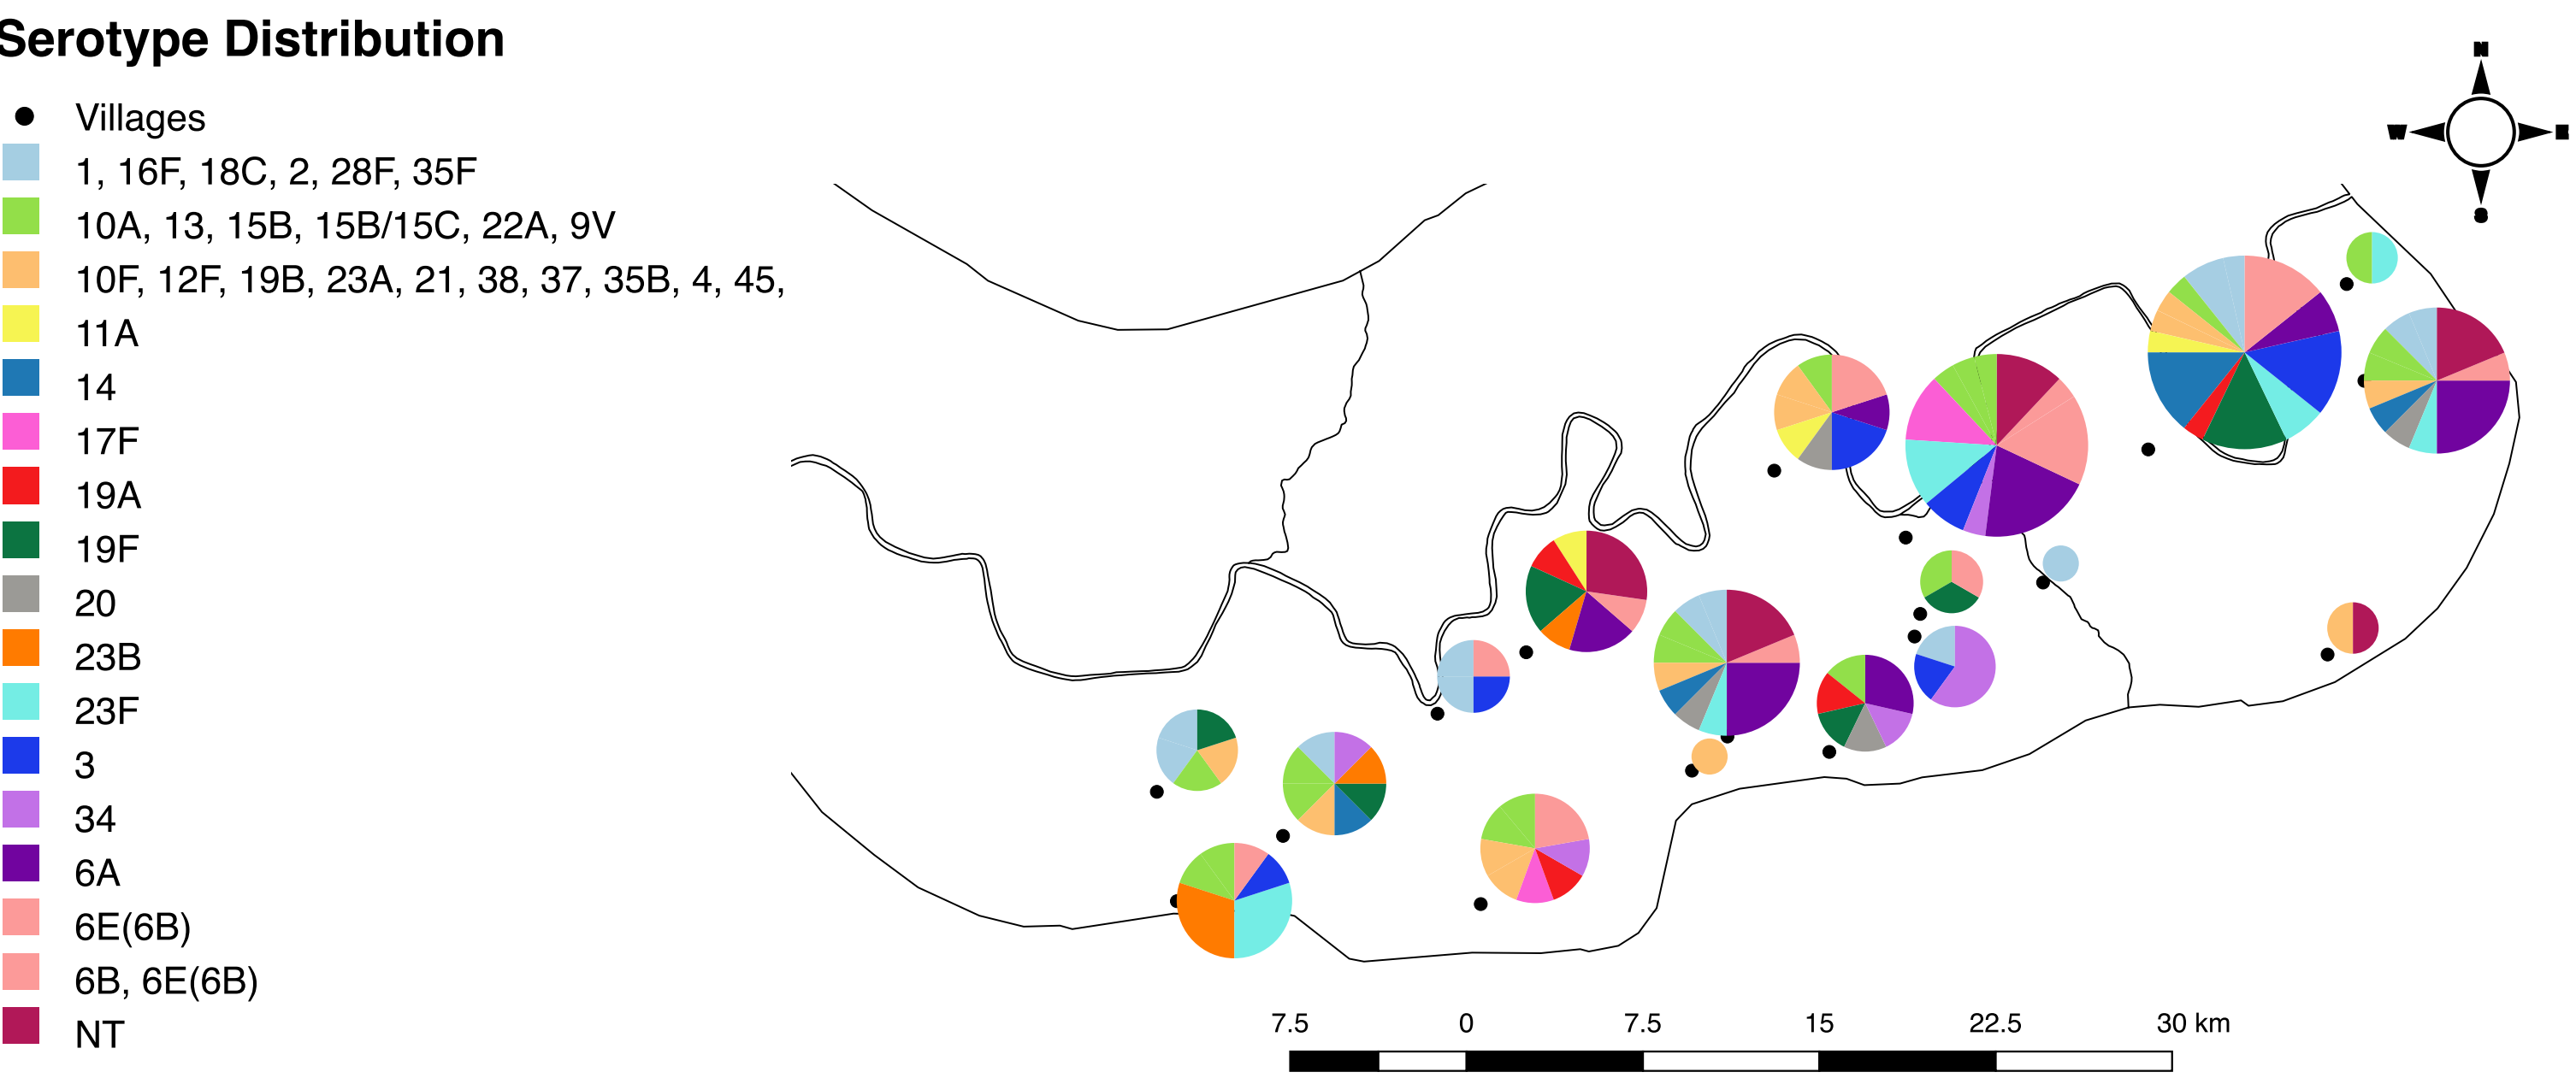 Serotype Distribution
Villages
1, 16F, 18C, 2, 28F, 35F
10A, 13, 15B, 15B/15C, 22A, 9V
10F, 12F, 19B, 23A, 21, 38, 37, 35B, 4, 45,
11A
14
17F
19A
19F
20
23B
23F
3
34
6A
6E(6B)
6B, 6E(6B)
NT
N
W E
S
7.5 0 7.5 15 22.5 30 km